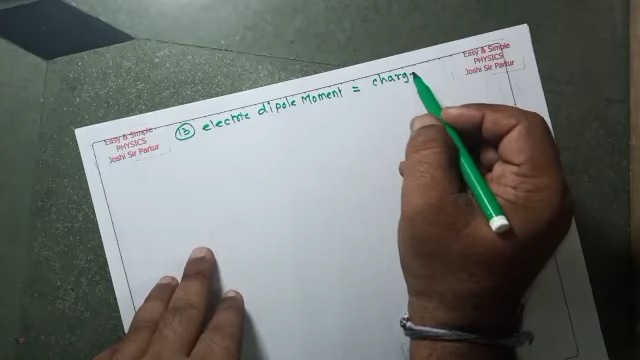 Easy & Simple
PHYSICS
Joshi Sir Partur
Easy & Simple
PHYSICS
Joshi Sir Partur
(13) electric dipole Moment = charg